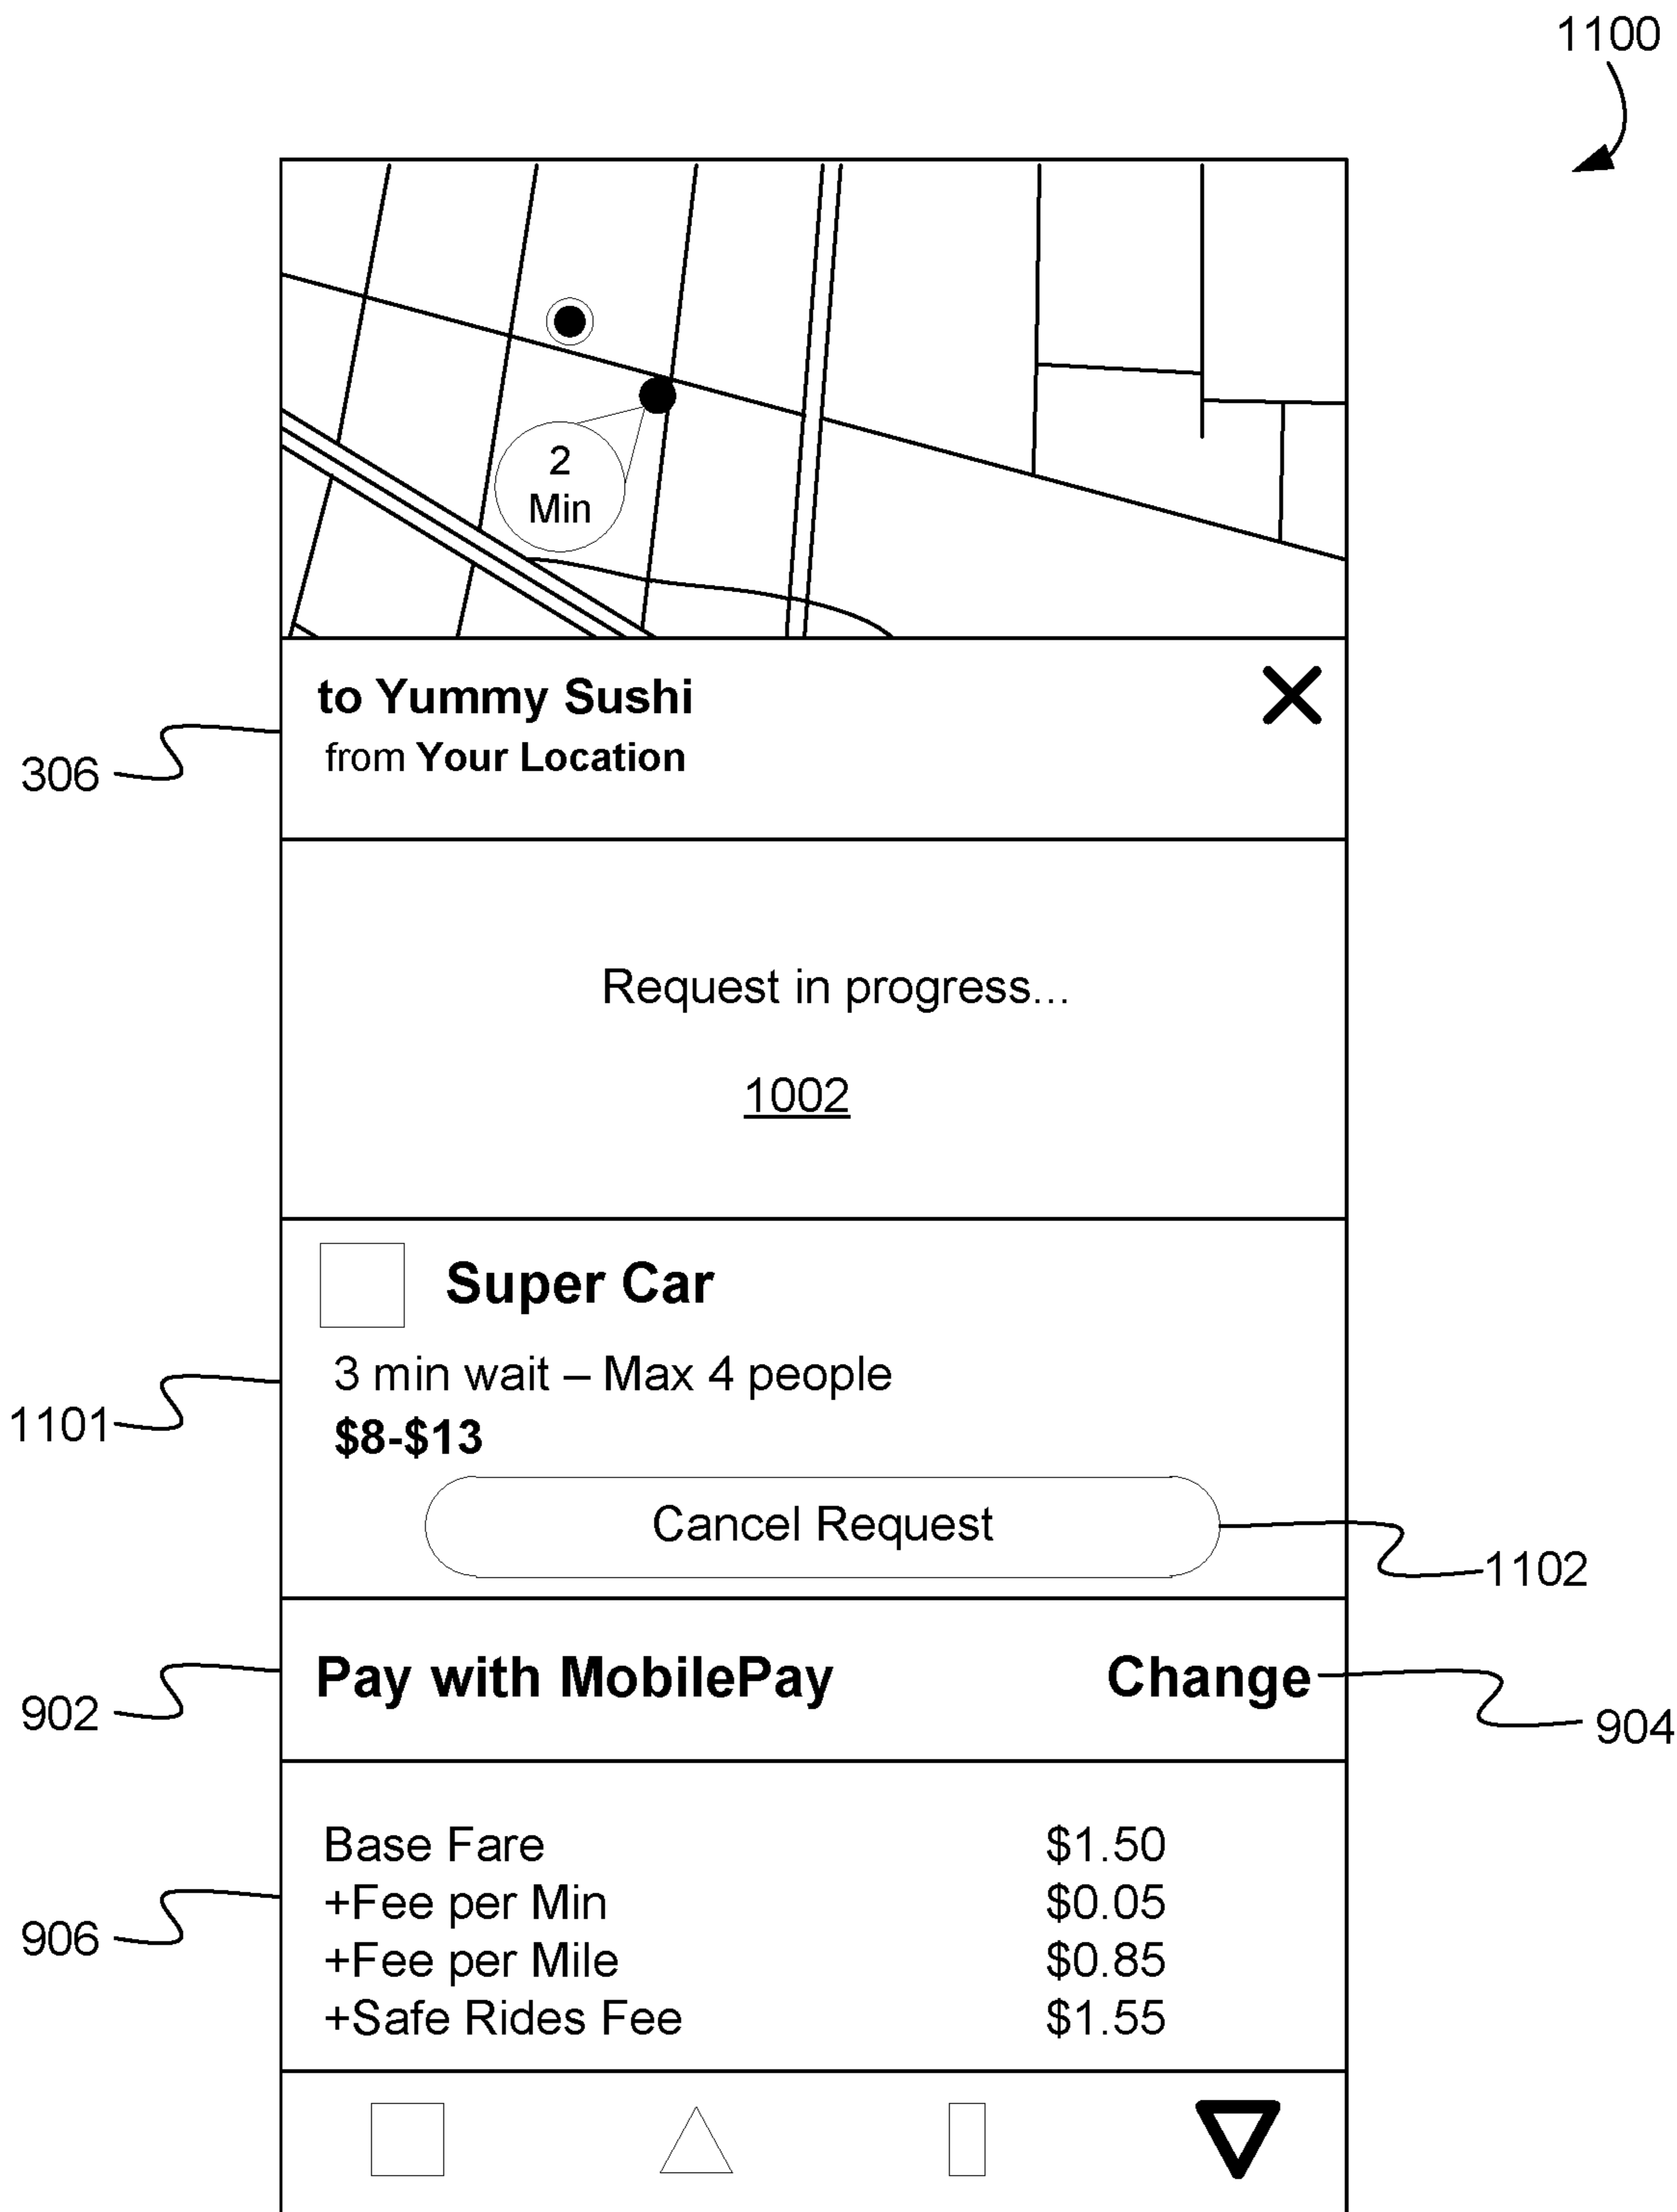 1100
2
Min
to Yummy Sushi
from Your Location
306
Request in progress...
1002
Super Car
3 min wait – Max 4 people
1101
$8-$13
Cancel Request
1102
Pay with MobilePay Change
902
904
Base Fare $1.50
+Fee per Min $0.05
906
+Fee per Mile $0.85
+Safe Rides Fee $1.55